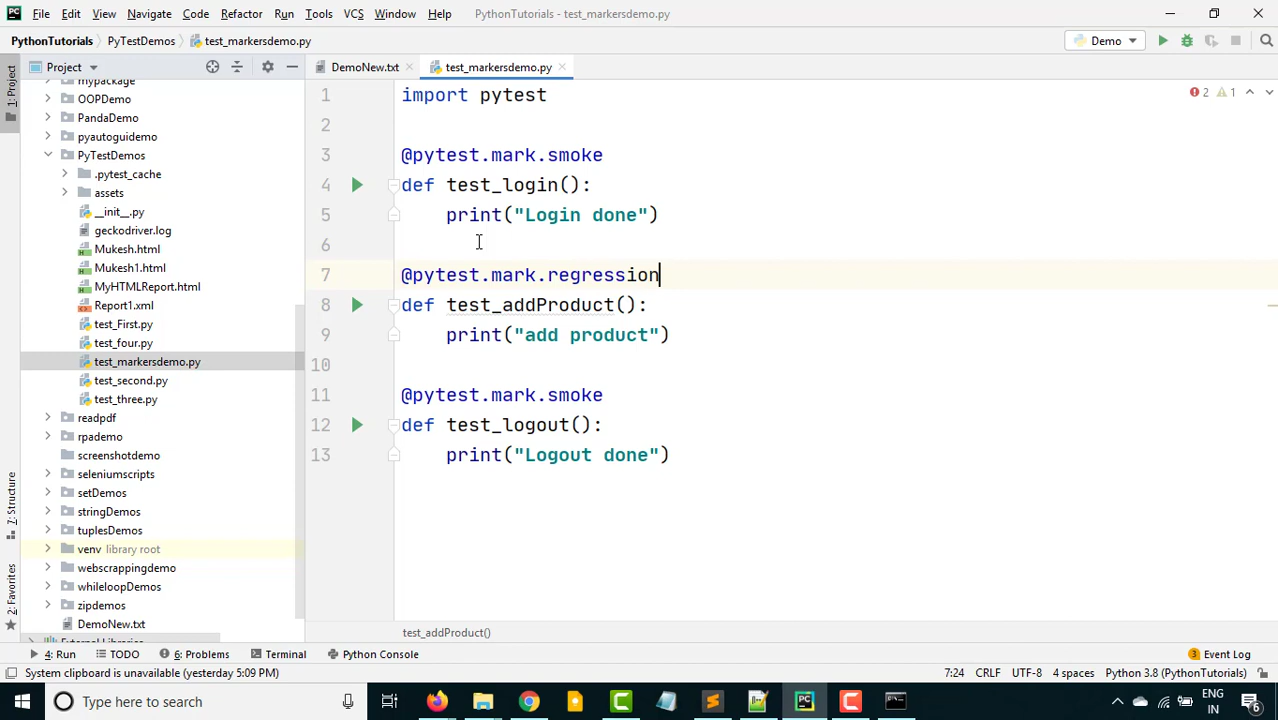 PC File Edit View Navigate Code Refactor Run Tools VCS Window Help PythonTutorials - test_markersdemo.py
PythonTutorials PyTestDemos test_markersdemo.py Demo
1: Project
Project
DemoNew.txt test_markersdemo.py
mypackage
OOPDemo
PandaDemo
pyautoguidemo
PyTestDemos
.pytest_cache
assets
__init__.py
geckodriver.log
Mukesh.html
Mukesh1.html
MyHTMLReport.html
Report1.xml
test_First.py
test_four.py
test_markersdemo.py
test_second.py
test_three.py
readpdf
rpademo
screenshotdemo
seleniumscripts
setDemos
stringDemos
tuplesDemos
venv library root
webscrappingdemo
whileloopDemos
zipdemos
DemoNew.txt
External Libraries
7: Structure
2: Favorites
2 1
1 import pytest
2
3 @pytest.mark.smoke
4 def test_login():
5 print("Login done")
6
7 @pytest.mark.regression
8 def test_addProduct():
9 print("add product")
10
11 @pytest.mark.smoke
12 def test_logout():
13 print("Logout done")
test_addProduct()
4: Run TODO 6: Problems Terminal Python Console 3 Event Log
System clipboard is unavailable (yesterday 5:09 PM) 7:24 CRLF UTF-8 4 spaces Python 3.8 (PythonTutorials)
Type here to search PC ENG
IN 6